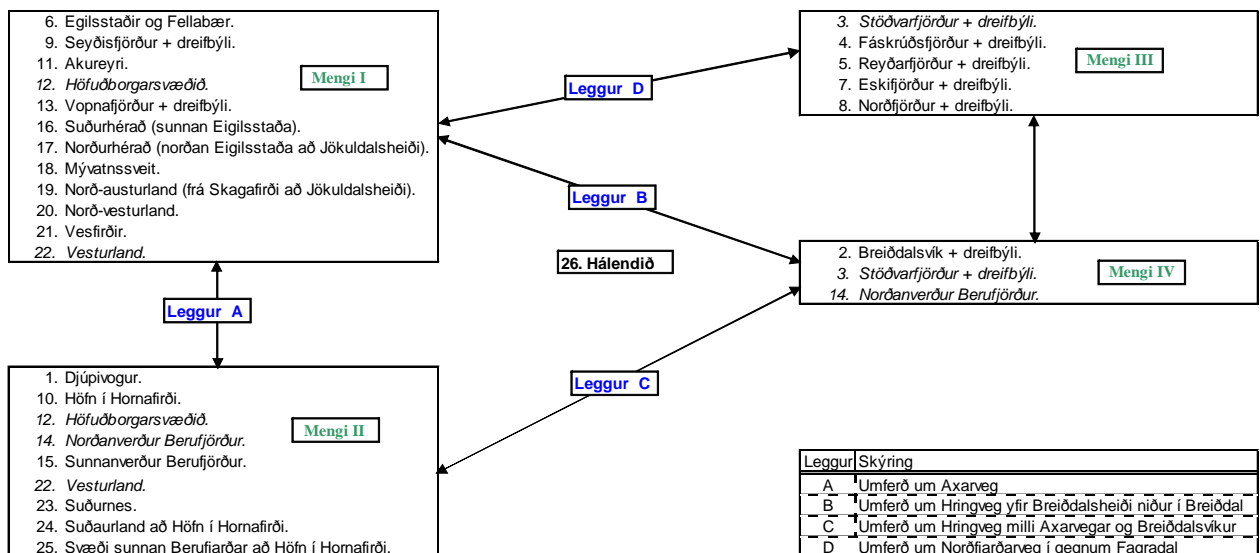 6. Egilsstaðir og Fellabær.
9. Seyðisfjörður + dreifbýli.
11. Akureyri.
12. Höfuðborgarsvæðið.
13. Vopnafjörður + dreifbýli.
16. Suðurhérað (sunnan Eigilsstaða).
17. Norðurhérað (norðan Eigilsstaða að Jökuldalsheiði).
18. Mývatnssveit.
19. Norð-austurland (frá Skagafirði að Jökuldalsheiði).
20. Norð-vesturland.
21. Vesfirðir.
22. Vesturland.
Mengi I
Leggur D
3. Stöðvarfjörður + dreifbýli.
4. Fáskrúðsfjörður + dreifbýli.
5. Reyðarfjörður + dreifbýli.
7. Eskifjörður + dreifbýli.
8. Norðfjörður + dreifbýli.
Mengi III
Leggur B
26. Hálendið
2. Breiðdalsvík + dreifbýli.
3. Stöðvarfjörður + dreifbýli.
14. Norðanverður Berufjörður.
Mengi IV
Leggur A
Leggur C
1. Djúpivogur.
10. Höfn í Hornafirði.
12. Höfuðborgarsvæðið.
14. Norðanverður Berufjörður.
15. Sunnanverður Berufjörður.
22. Vesturland.
23. Suðurnes.
24. Suðaurland að Höfn í Hornafirði.
25. Svæði sunnan Berufjarðar að Höfn í Hornafirði.
Mengi II
Leggur Skýring
A Umferð um Axarveg
B Umferð um Hringveg yfir Breiðdalsheiði niður í Breiðdal
C Umferð um Hringveg milli Axarvegar og Breiðdalsvíkur
D Umferð um Norðfjarðarveg í gegnum Fagradal